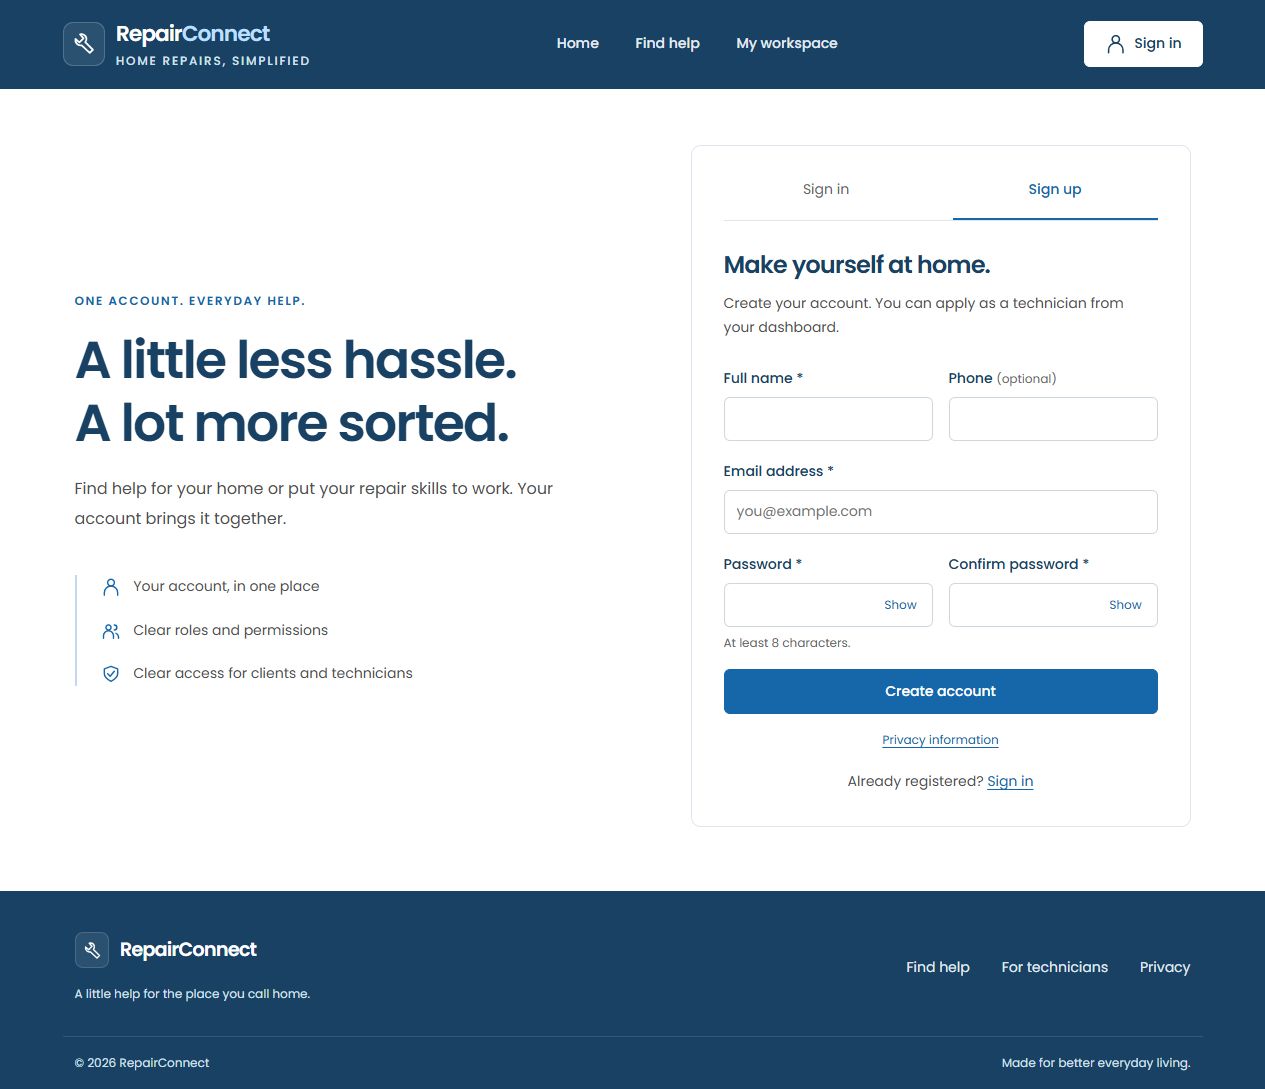 RepairConnect
HOME REPAIRS, SIMPLIFIED
Home
Find help
My workspace
Sign in
ONE ACCOUNT. EVERYDAY HELP.
A little less hassle.
A lot more sorted.
Find help for your home or put your repair skills to work. Your
account brings it together.
Your account, in one place
Clear roles and permissions
Clear access for clients and technicians
Sign in
Sign up
Make yourself at home.
Create your account. You can apply as a technician from
your dashboard.
Full name *
Phone (optional)
Email address *
you@example.com
Password *
Confirm password *
Show
Show
At least 8 characters.
Create account
Privacy information
Already registered? Sign in
RepairConnect
A little help for the place you call home.
Find help
For technicians
Privacy
© 2026 RepairConnect
Made for better everyday living.